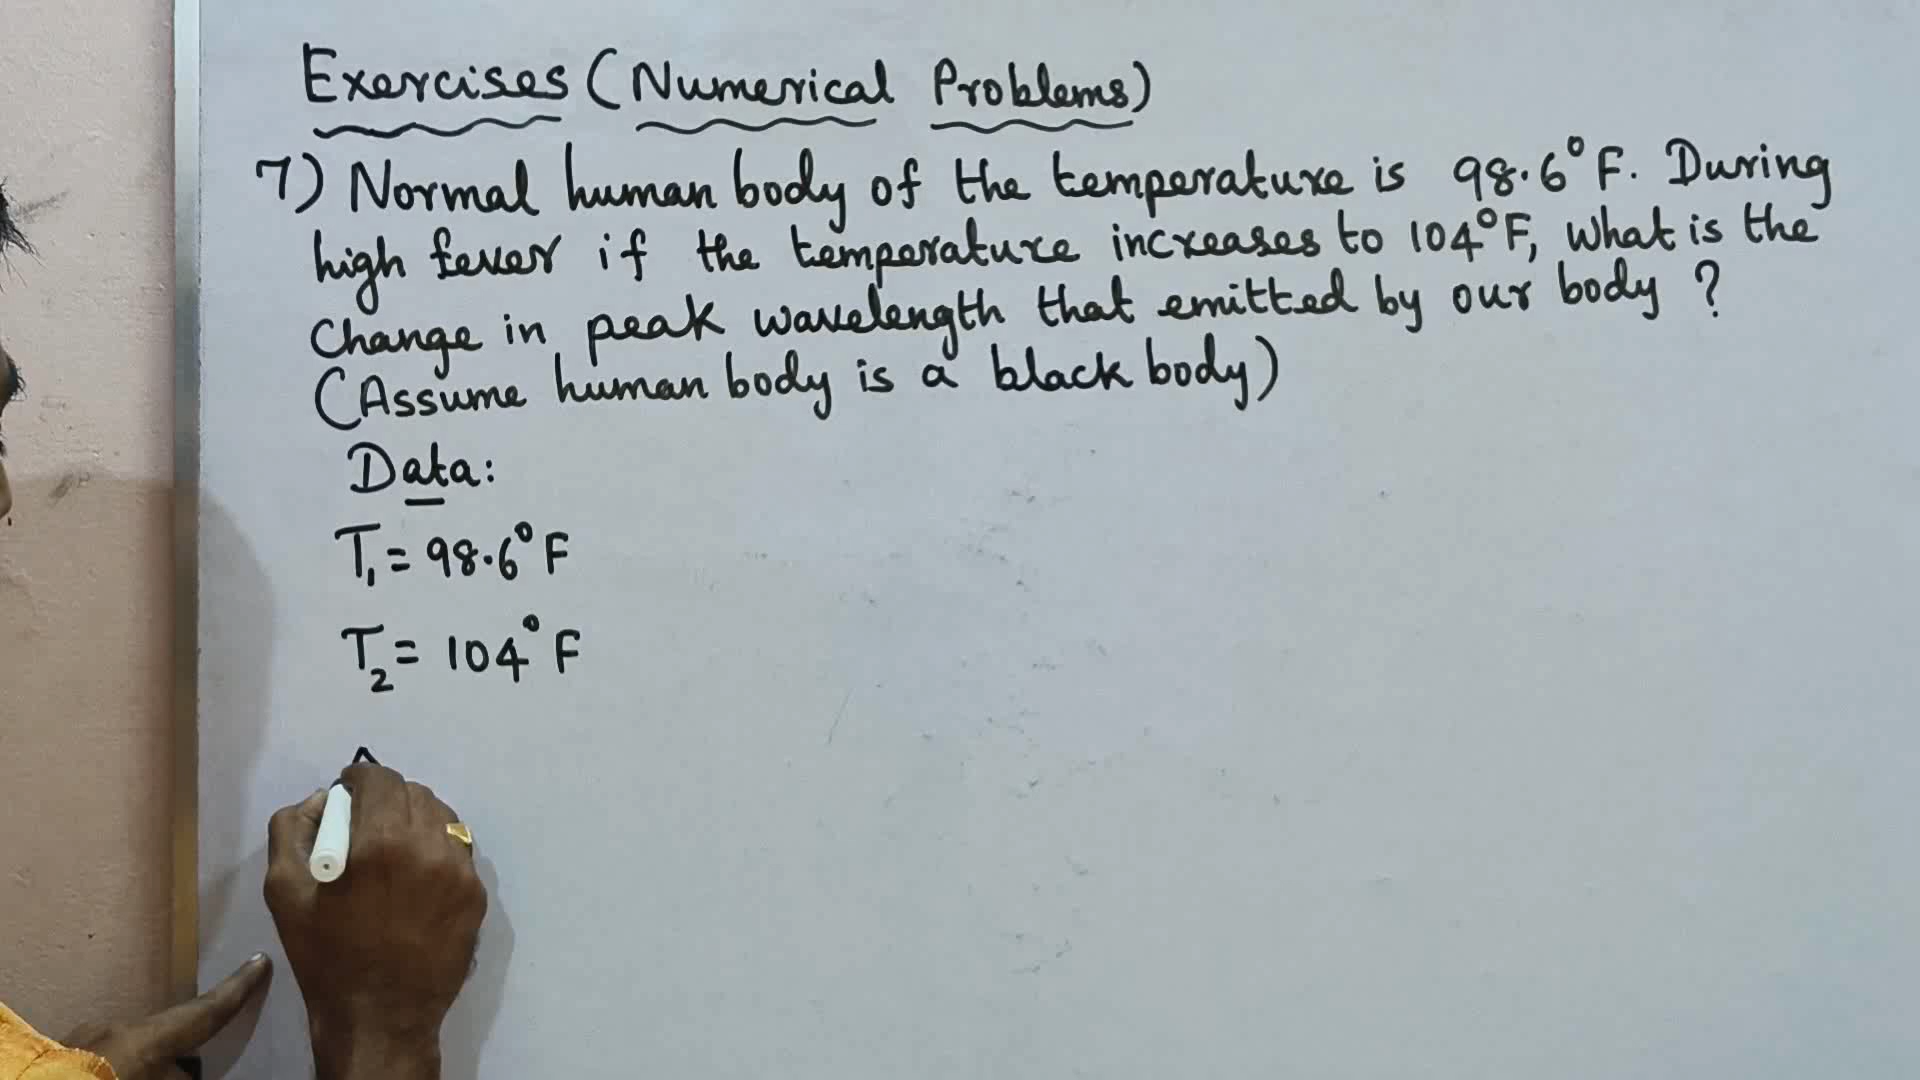 Exercises (Numerical Problems)
7) Normal human body of the temperature is 98.6°F. During
high fever if the temperature increases to 104°F, what is the
Change in peak wavelength that emitted by our body ?
(Assume human body is a black body)
Data:
T₁ = 98.6° F
T₂ = 104° F